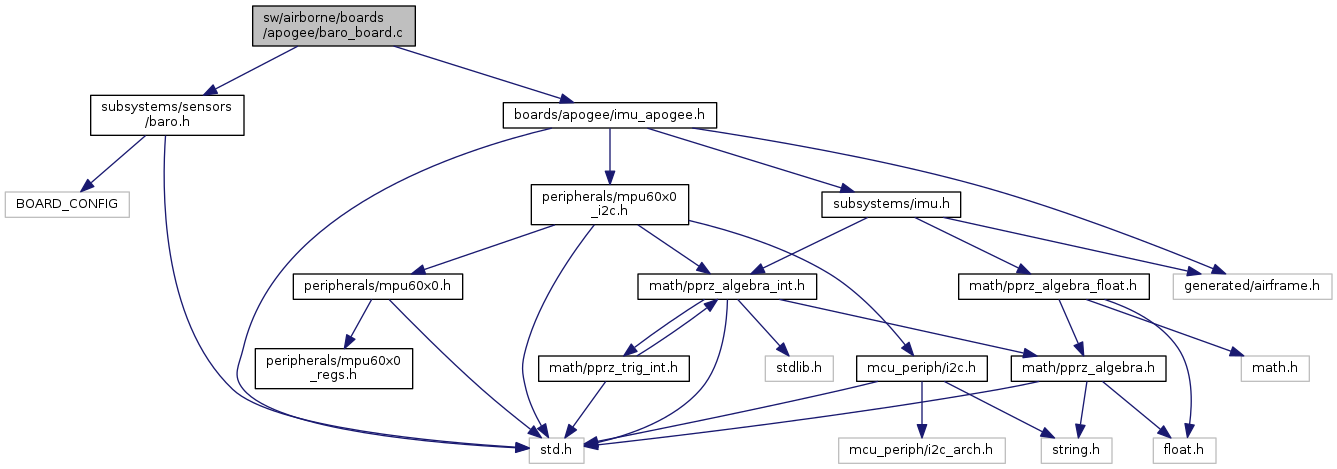 sw/airborne/boards
/apogee/baro_board.c
subsystems/sensors
/baro.h
boards/apogee/imu_apogee.h
BOARD_CONFIG
peripherals/mpu60x0
_i2c.h
subsystems/imu.h
peripherals/mpu60x0.h
math/pprz_algebra_int.h
math/pprz_algebra_float.h
generated/airframe.h
peripherals/mpu60x0
_regs.h
math/pprz_trig_int.h
stdlib.h
mcu_periph/i2c.h
math/pprz_algebra.h
math.h
std.h
mcu_periph/i2c_arch.h
string.h
float.h